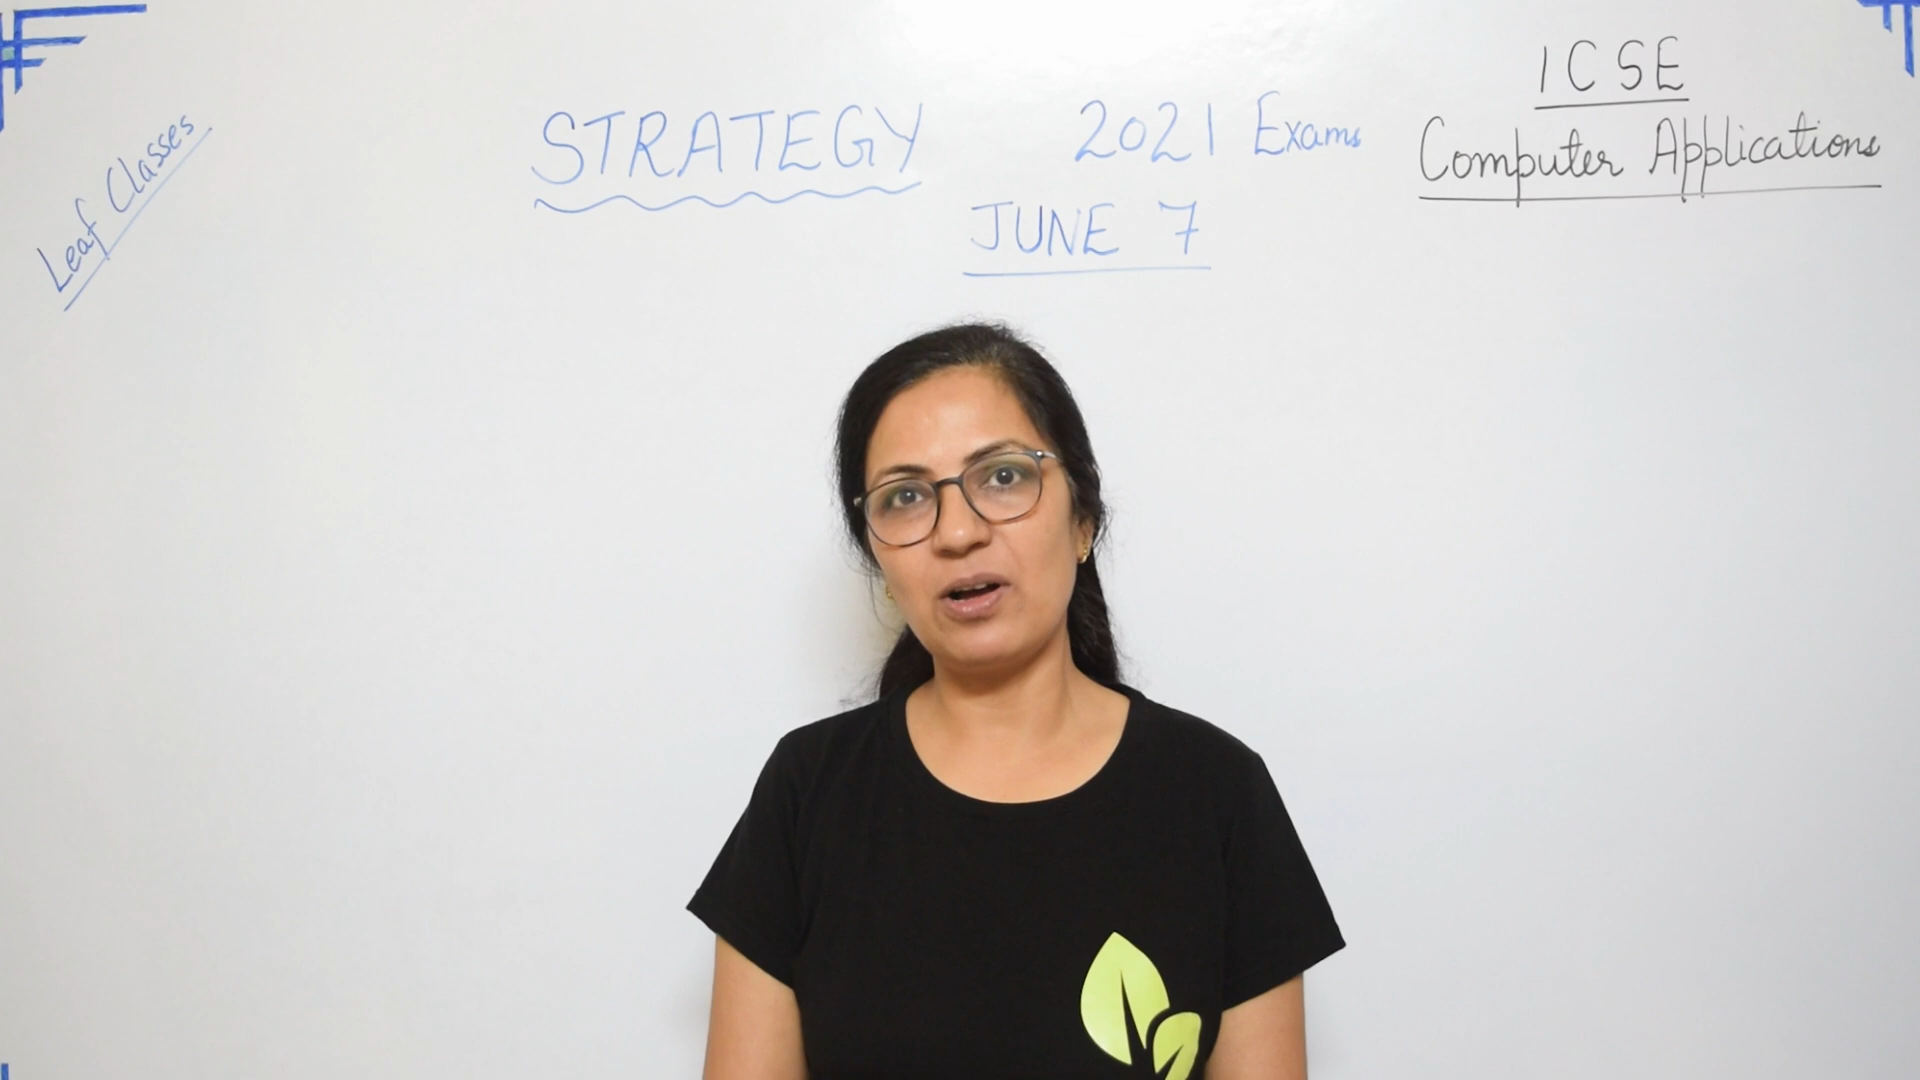 Leaf Classes
STRATEGY
2021 Exams
JUNE 7
ICSE
Computer Applications